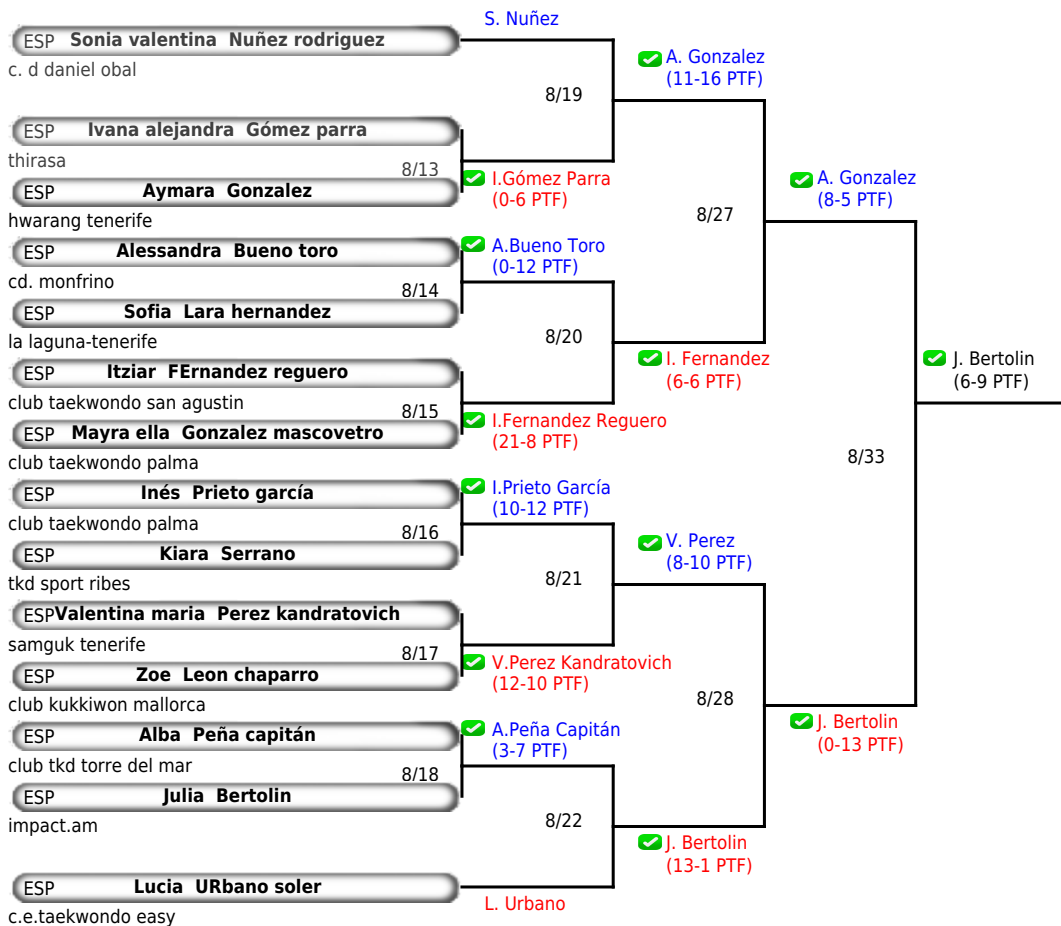 S. Nuñez
ESP Sonia valentina Nuñez rodriguez
c. d daniel obal
A. Gonzalez
(11-16 PTF)
8/19
ESP Ivana alejandra Gómez parra
thirasa
8/13
I.Gómez Parra
(0-6 PTF)
ESP Aymara Gonzalez
hwarang tenerife
A. Gonzalez
(8-5 PTF)
8/27
ESP Alessandra Bueno toro
cd. monfrino
A.Bueno Toro
(0-12 PTF)
8/14
ESP Sofia Lara hernandez
la laguna-tenerife
8/20
I. Fernandez
(6-6 PTF)
J. Bertolin
(6-9 PTF)
ESP Itziar FErnandez reguero
club taekwondo san agustin
8/15
I.Fernandez Reguero
(21-8 PTF)
ESP Mayra ella Gonzalez mascovetro
club taekwondo palma
8/33
ESP Inés Prieto garcía
club taekwondo palma
I.Prieto García
(10-12 PTF)
8/16
ESP Kiara Serrano
tkd sport ribes
V. Perez
(8-10 PTF)
8/21
ESP Valentina maria Perez kandratovich
samguk tenerife
8/17
V.Perez Kandratovich
(12-10 PTF)
ESP Zoe Leon chaparro
club kukkiwon mallorca
8/28
J. Bertolin
(0-13 PTF)
ESP Alba Peña capitán
club tkd torre del mar
A.Peña Capitán
(3-7 PTF)
8/18
ESP Julia Bertolin
impact.am
8/22
J. Bertolin
(13-1 PTF)
ESP Lucia URbano soler
c.e.taekwondo easy
L. Urbano